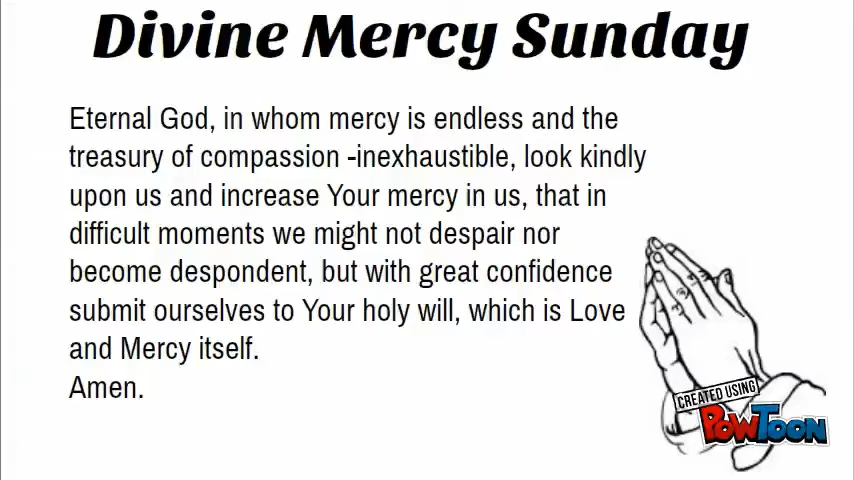 Divine Mercy Sunday
Eternal God, in whom mercy is endless and the
treasury of compassion -inexhaustible, look kindly
upon us and increase Your mercy in us, that in
difficult moments we might not despair nor
become despondent, but with great confidence
submit ourselves to Your holy will, which is Love
and Mercy itself.
Amen.
CREATED USING
POWTOON